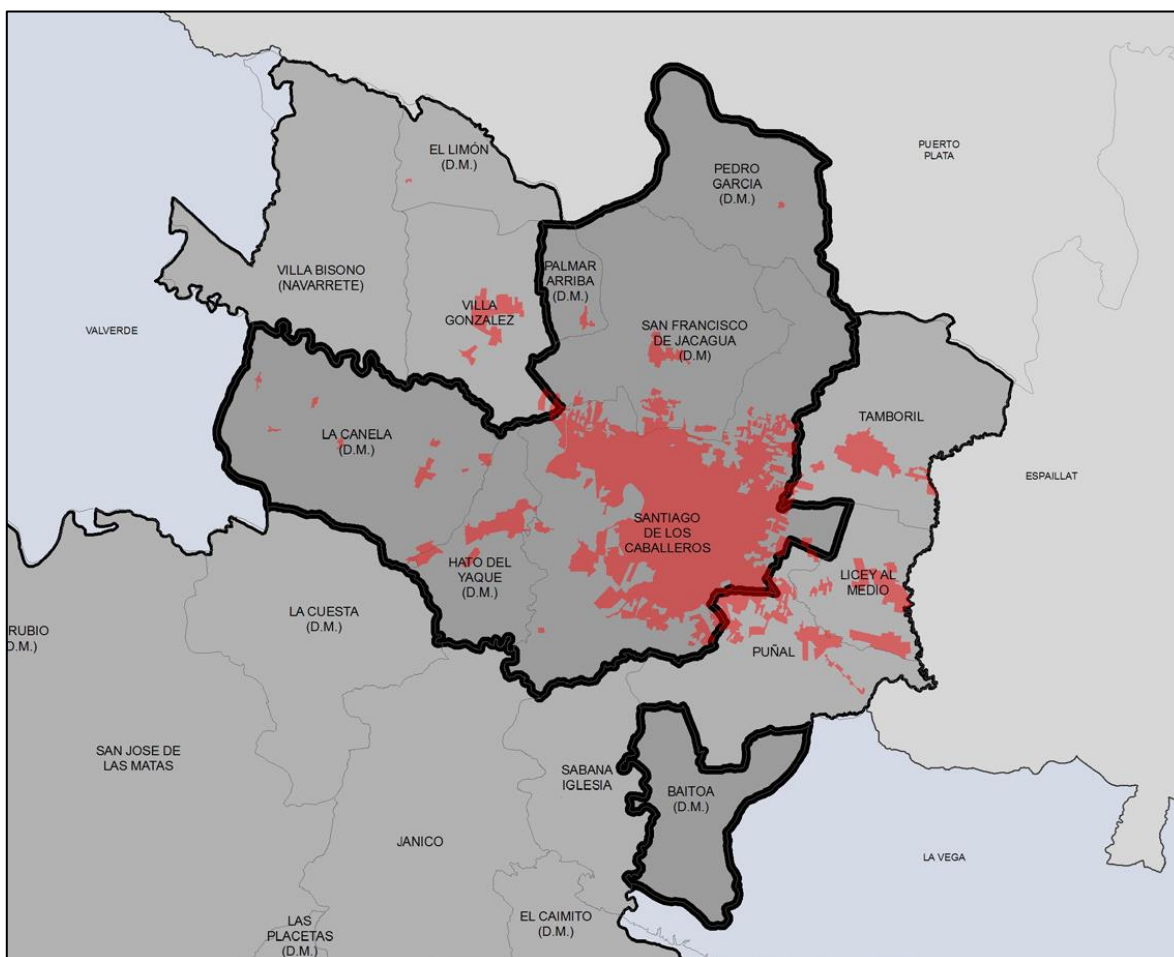 PUERTO
PLATA
EL LIMÓN
(D.M.)
PEDRO
GARCIA
(D.M.)
VILLA BISONO
(NAVARRETE)
PALMAR
ARRIBA
(D.M.)
VILLA
GONZALEZ
SAN FRANCISCO
DE JACAGUA
(D.M)
VALVERDE
TAMBORIL
LA CANELA
(D.M.)
ESPAILLAT
SANTIAGO
DE LOS
CABALLEROS
HATO DEL
YAQUE
(D.M.)
LICEY AL
MEDIO
LA CUESTA
(D.M.)
RUBIO
D.M.)
PUÑAL
SAN JOSE DE
LAS MATAS
SABANA
IGLESIA
BAITOA
(D.M.)
JANICO
LA VEGA
EL CAIMITO
(D.M.)
LAS
PLACETAS
(D.M.)